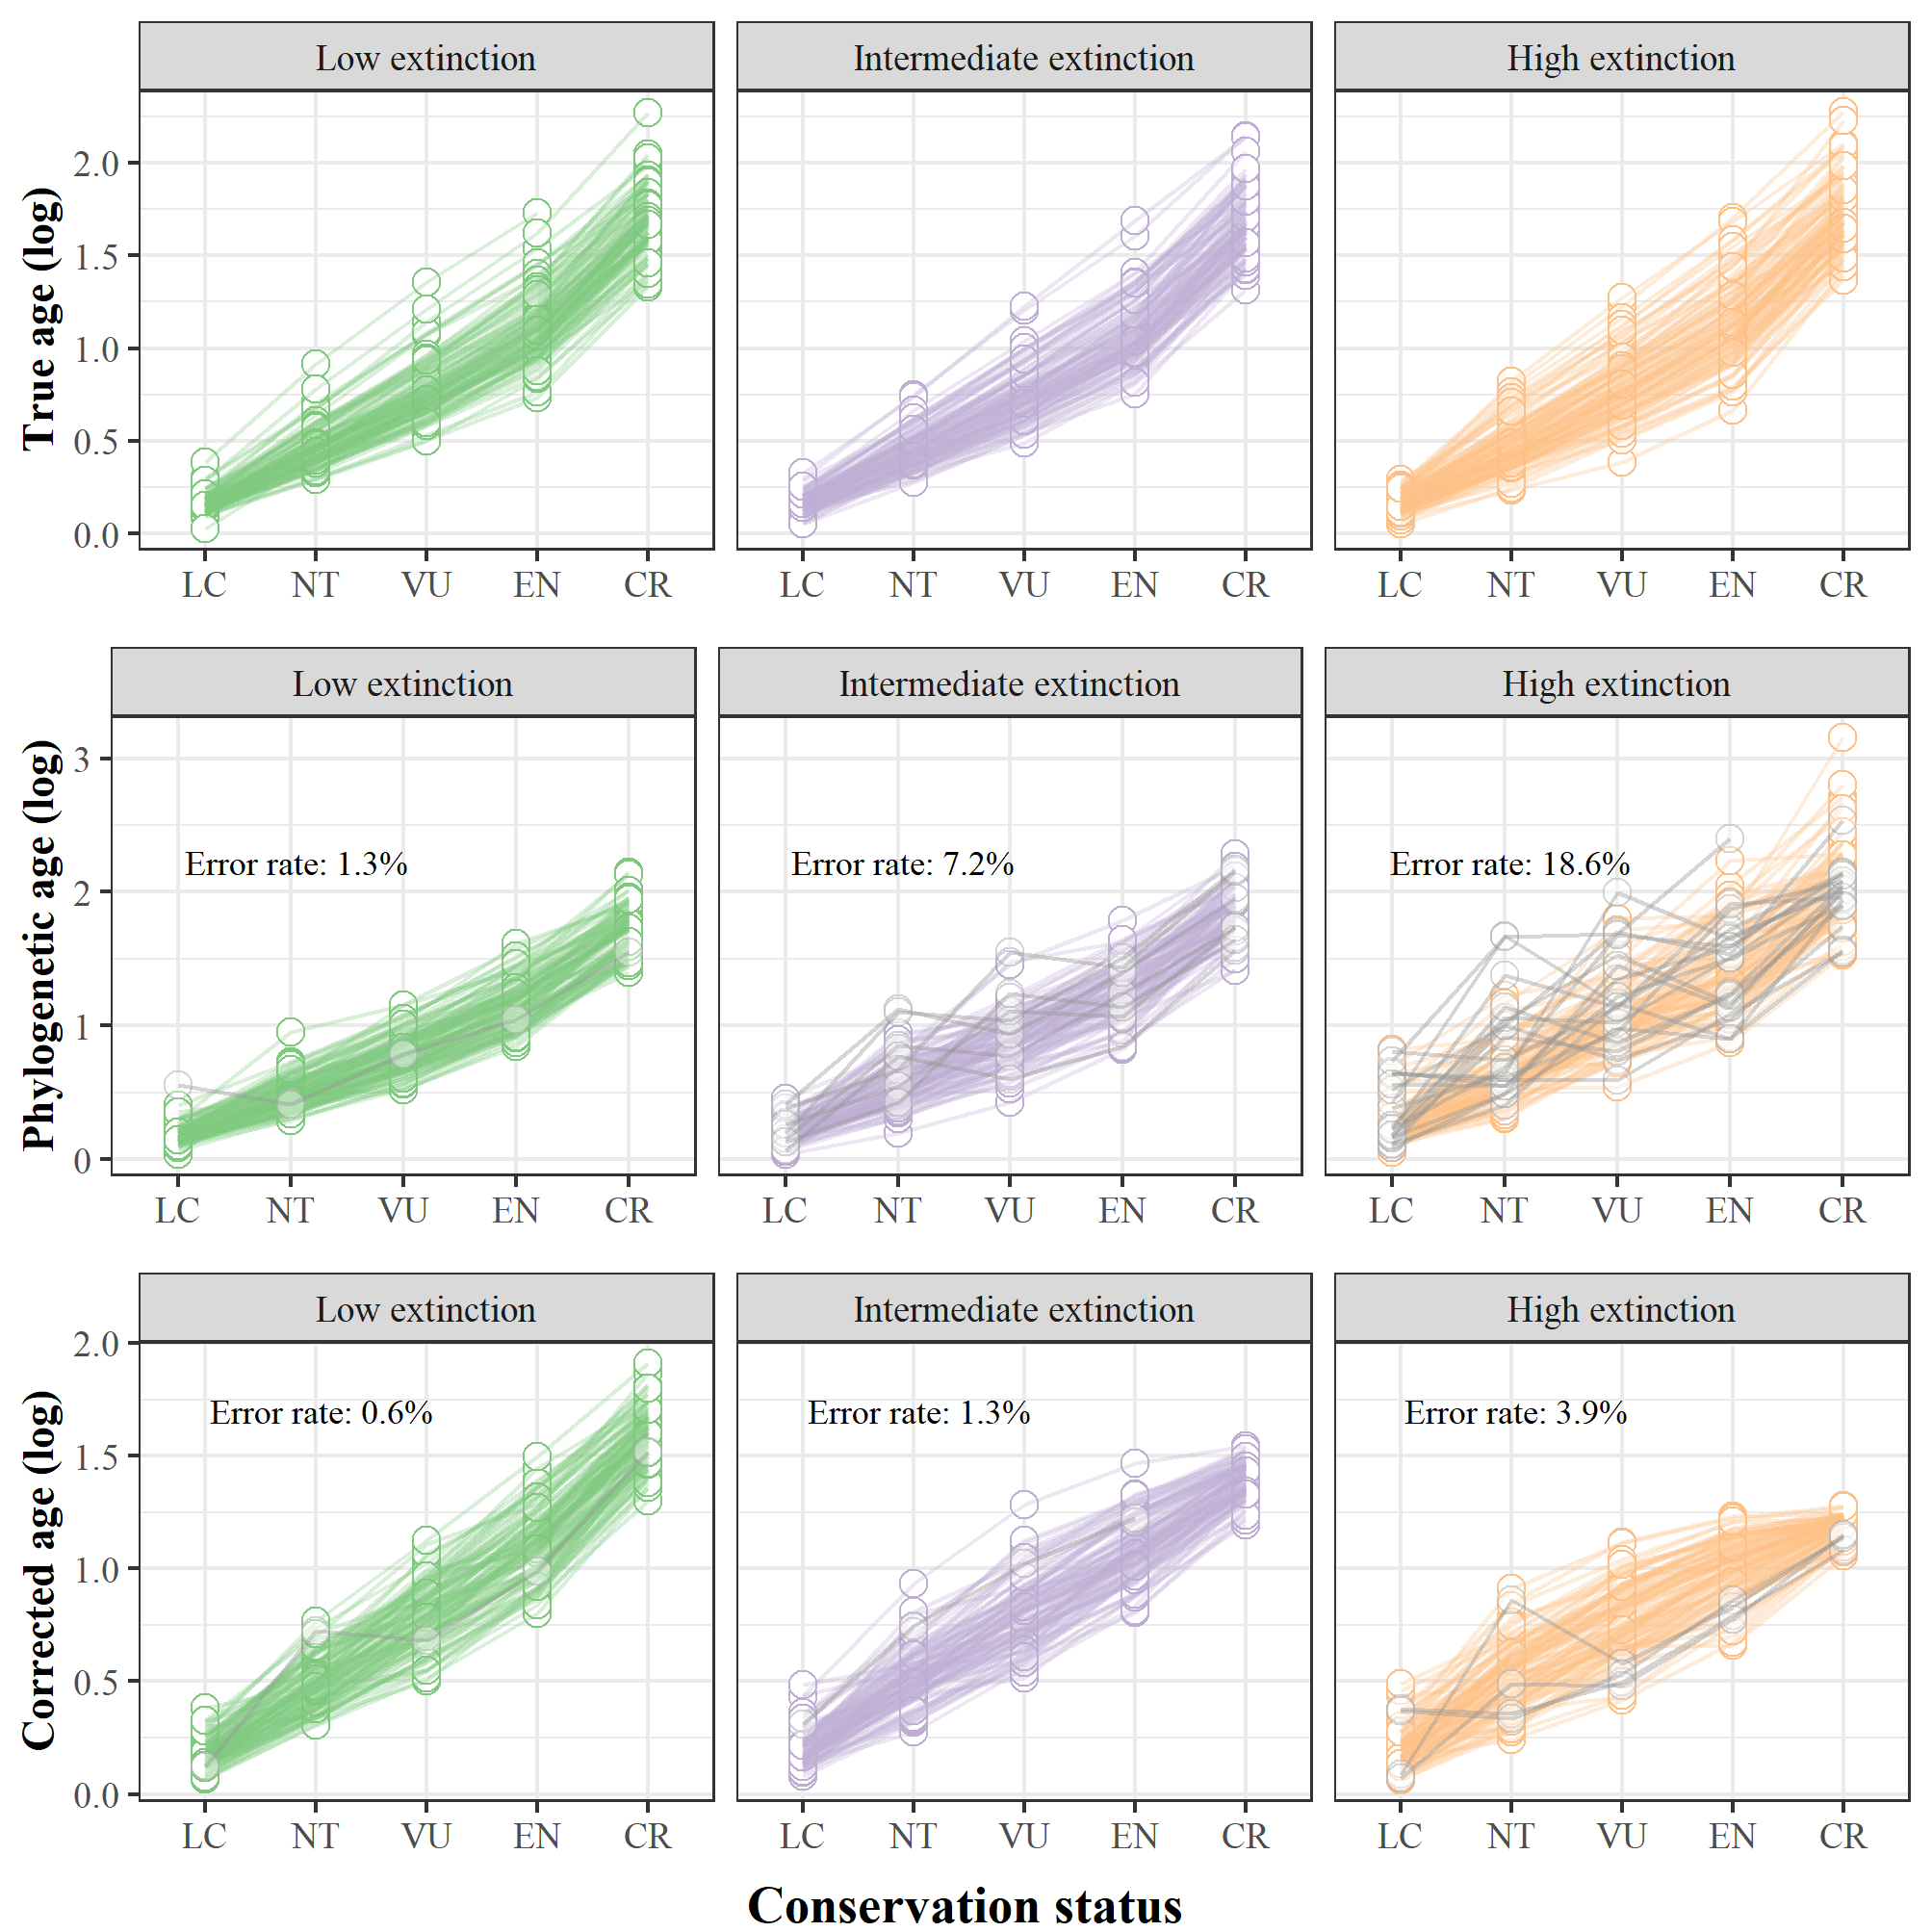 Low extinction Intermediate extinction High extinction
True age (log)
2.0
1.5
1.0
0.5
0.0
LC NT VU EN CR LC NT VU EN CR LC NT VU EN CR
Low extinction Intermediate extinction High extinction
Phylogenetic age (log)
3
2
1
0
Error rate: 1.3% Error rate: 7.2% Error rate: 18.6%
LC NT VU EN CR LC NT VU EN CR LC NT VU EN CR
Low extinction Intermediate extinction High extinction
Corrected age (log)
2.0
1.5
1.0
0.5
0.0
Error rate: 0.6% Error rate: 1.3% Error rate: 3.9%
LC NT VU EN CR LC NT VU EN CR LC NT VU EN CR
Conservation status